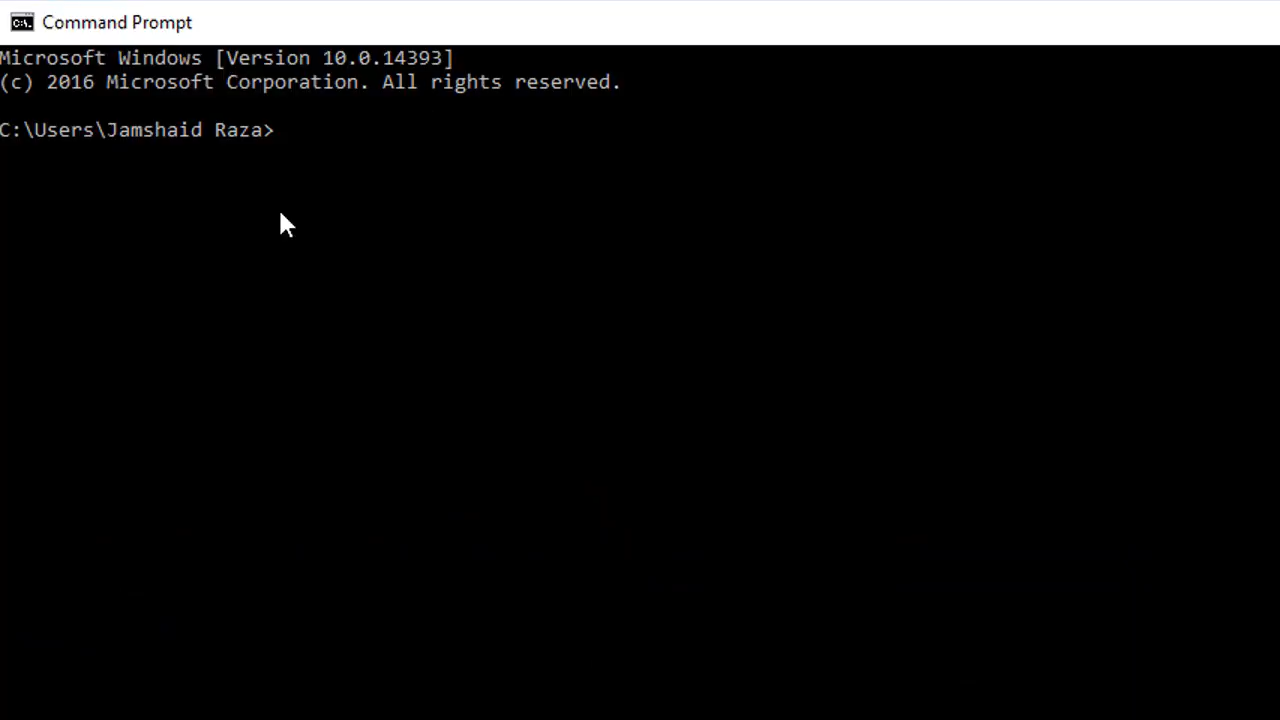 Command Prompt
Microsoft Windows [Version 10.0.14393]
(c) 2016 Microsoft Corporation. All rights reserved.
C:\Users\Jamshaid Raza>